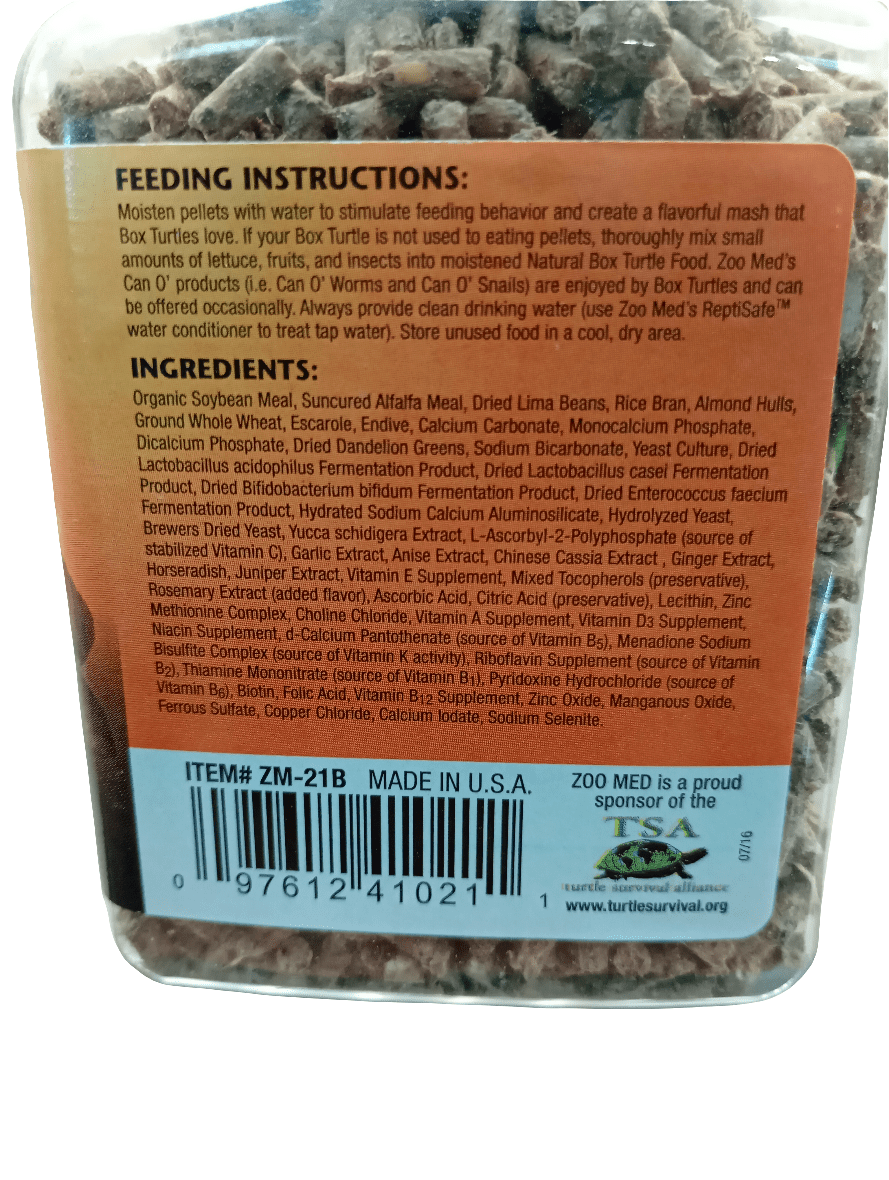 FEEDING INSTRUCTIONS:
Moisten pellets with water to stimulate feeding behavior and create a flavorful mash that
Box Turtles love. If your Box Turtle is not used to eating pellets, thoroughly mix small
amounts of lettuce, fruits, and insects into moistened Natural Box Turtle Food. Zoo Med's
Can O' products (i.e. Can O' Worms and Can O' Snails) are enjoyed by Box Turtles and can
be offered occasionally. Always provide clean drinking water (use Zoo Med's ReptiSafe™
water conditioner to treat tap water). Store unused food in a cool, dry area.
INGREDIENTS:
Organic Soybean Meal, Suncured Alfalfa Meal, Dried Lima Beans, Rice Bran, Almond Hulls,
Ground Whole Wheat, Escarole, Endive, Calcium Carbonate, Monocalcium Phosphate,
Dicalcium Phosphate, Dried Dandelion Greens, Sodium Bicarbonate, Yeast Culture, Dried
Lactobacillus acidophilus Fermentation Product, Dried Lactobacillus casei Fermentation
Product, Dried Bifidobacterium bifidum Fermentation Product, Dried Enterococcus faecium
Fermentation Product, Hydrated Sodium Calcium Aluminosilicate, Hydrolyzed Yeast,
Brewers Dried Yeast, Yucca schidigera Extract, L-Ascorbyl-2-Polyphosphate (source of
stabilized Vitamin C), Garlic Extract, Anise Extract, Chinese Cassia Extract , Ginger Extract,
Horseradish, Juniper Extract, Vitamin E Supplement, Mixed Tocopherols (preservative),
Rosemary Extract (added flavor), Ascorbic Acid, Citric Acid (preservative), Lecithin, Zinc
Methionine Complex, Choline Chloride, Vitamin A Supplement, Vitamin D3 Supplement,
Niacin Supplement, d-Calcium Pantothenate (source of Vitamin B5), Menadione Sodium
Bisulfite Complex (source of Vitamin K activity), Riboflavin Supplement (source of Vitamin
B2), Thiamine Mononitrate (source of Vitamin B1), Pyridoxine Hydrochloride (source of
Vitamin B6), Biotin, Folic Acid, Vitamin B12 Supplement, Zinc Oxide, Manganous Oxide,
Ferrous Sulfate, Copper Chloride, Calcium Iodate, Sodium Selenite.
ITEM# ZM-21B MADE IN U.S.A.
0 97612 41021 1
ZOO MED is a proud
sponsor of the
TSA
turtle survival alliance
www.turtlesurvival.org
07/16